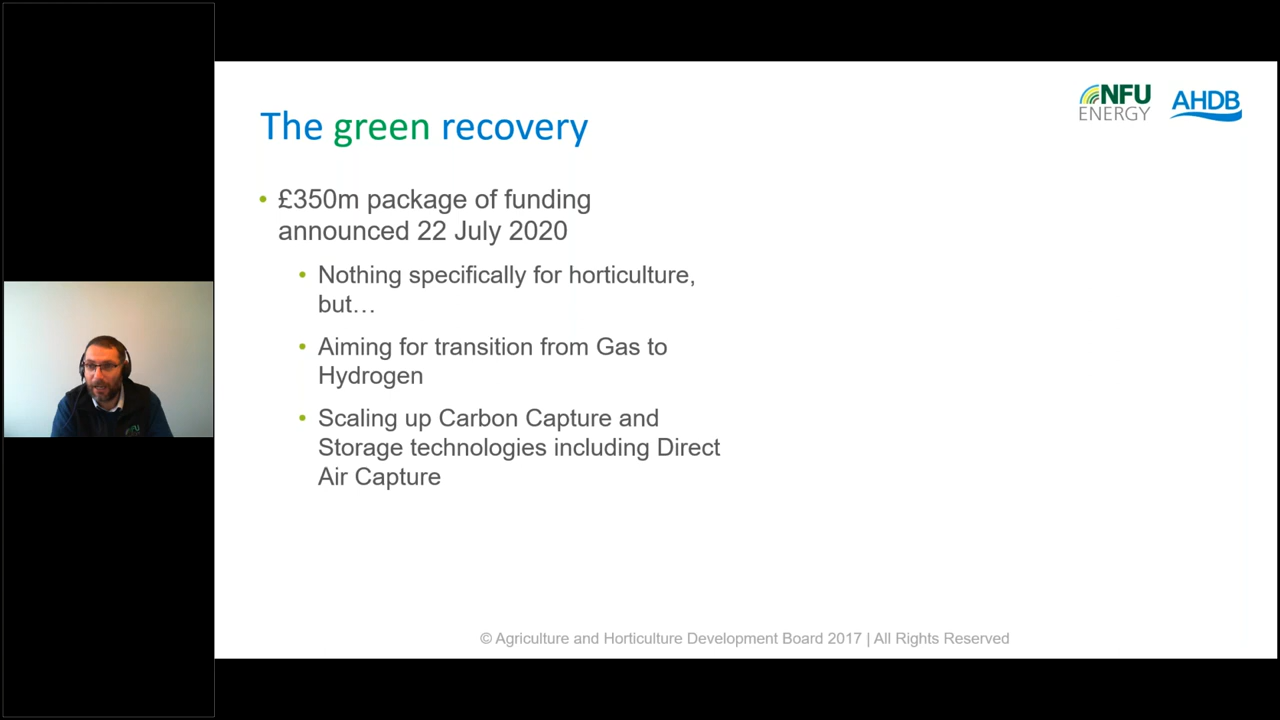 NFU
ENERGY
AHDB
The green recovery
• £350m package of funding
announced 22 July 2020
• Nothing specifically for horticulture,
but…
• Aiming for transition from Gas to
Hydrogen
• Scaling up Carbon Capture and
Storage technologies including Direct
Air Capture
NFU
© Agriculture and Horticulture Development Board 2017 | All Rights Reserved